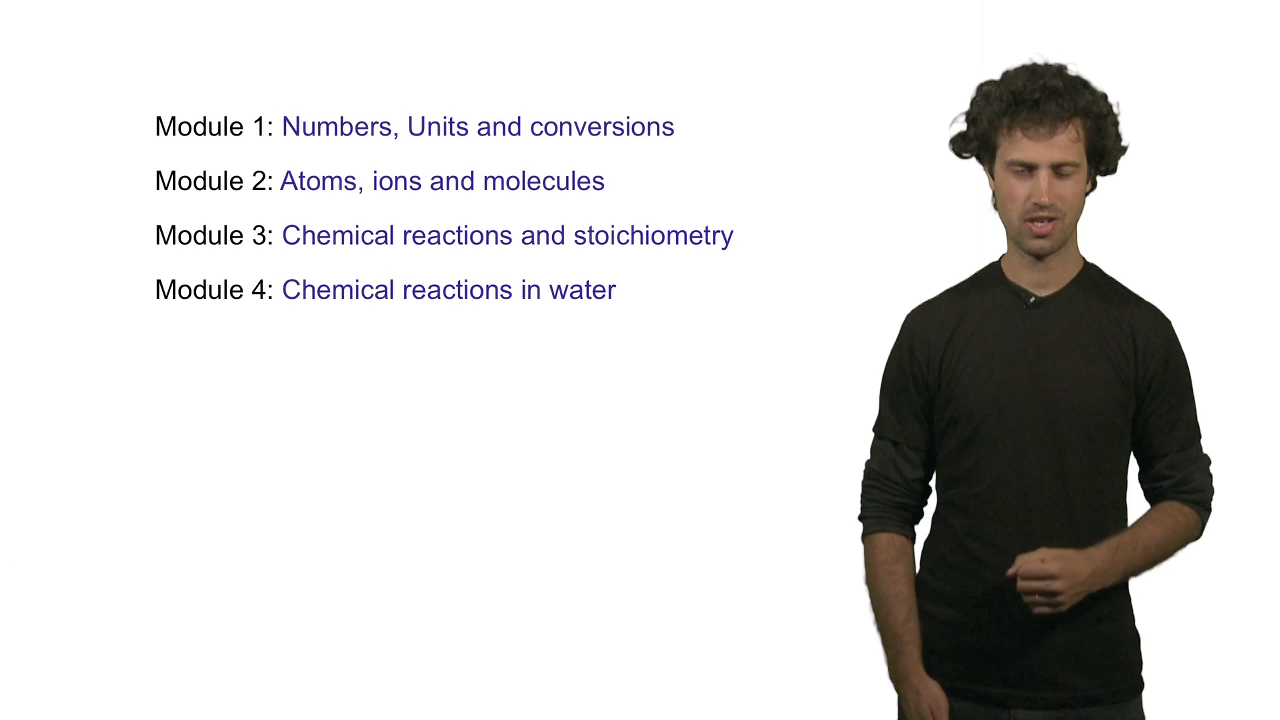 Module 1: Numbers, Units and conversions
Module 2: Atoms, ions and molecules
Module 3: Chemical reactions and stoichiometry
Module 4: Chemical reactions in water